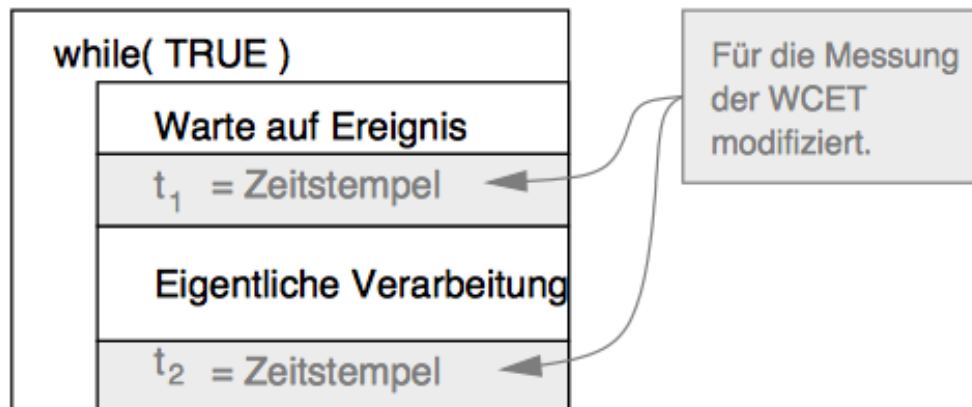 while( TRUE )
Warte auf Ereignis
t1 = Zeitstempel
Eigentliche Verarbeitung
t2 = Zeitstempel
Für die Messung
der WCET
modifiziert.